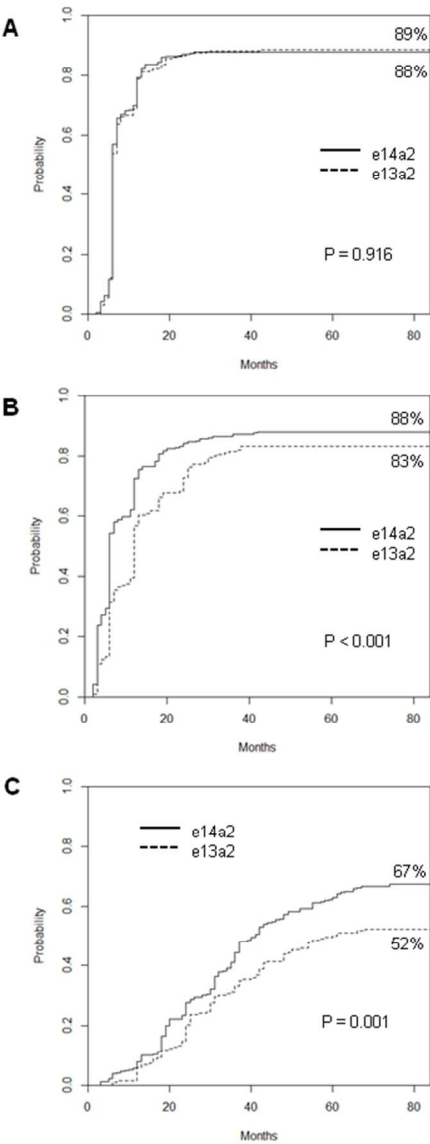 A
1.0
0.8
0.6
0.4
0.2
0.0
Probability
89%
88%
e14a2
e13a2
P = 0.916
0 20 40 60 80
Months
B
1.0
0.8
0.6
0.4
0.2
0.0
Probability
88%
83%
e14a2
e13a2
P < 0.001
0 20 40 60 80
Months
C
1.0
0.8
0.6
0.4
0.2
0.0
Probability
e14a2
e13a2
67%
52%
P = 0.001
0 20 40 60 80
Months